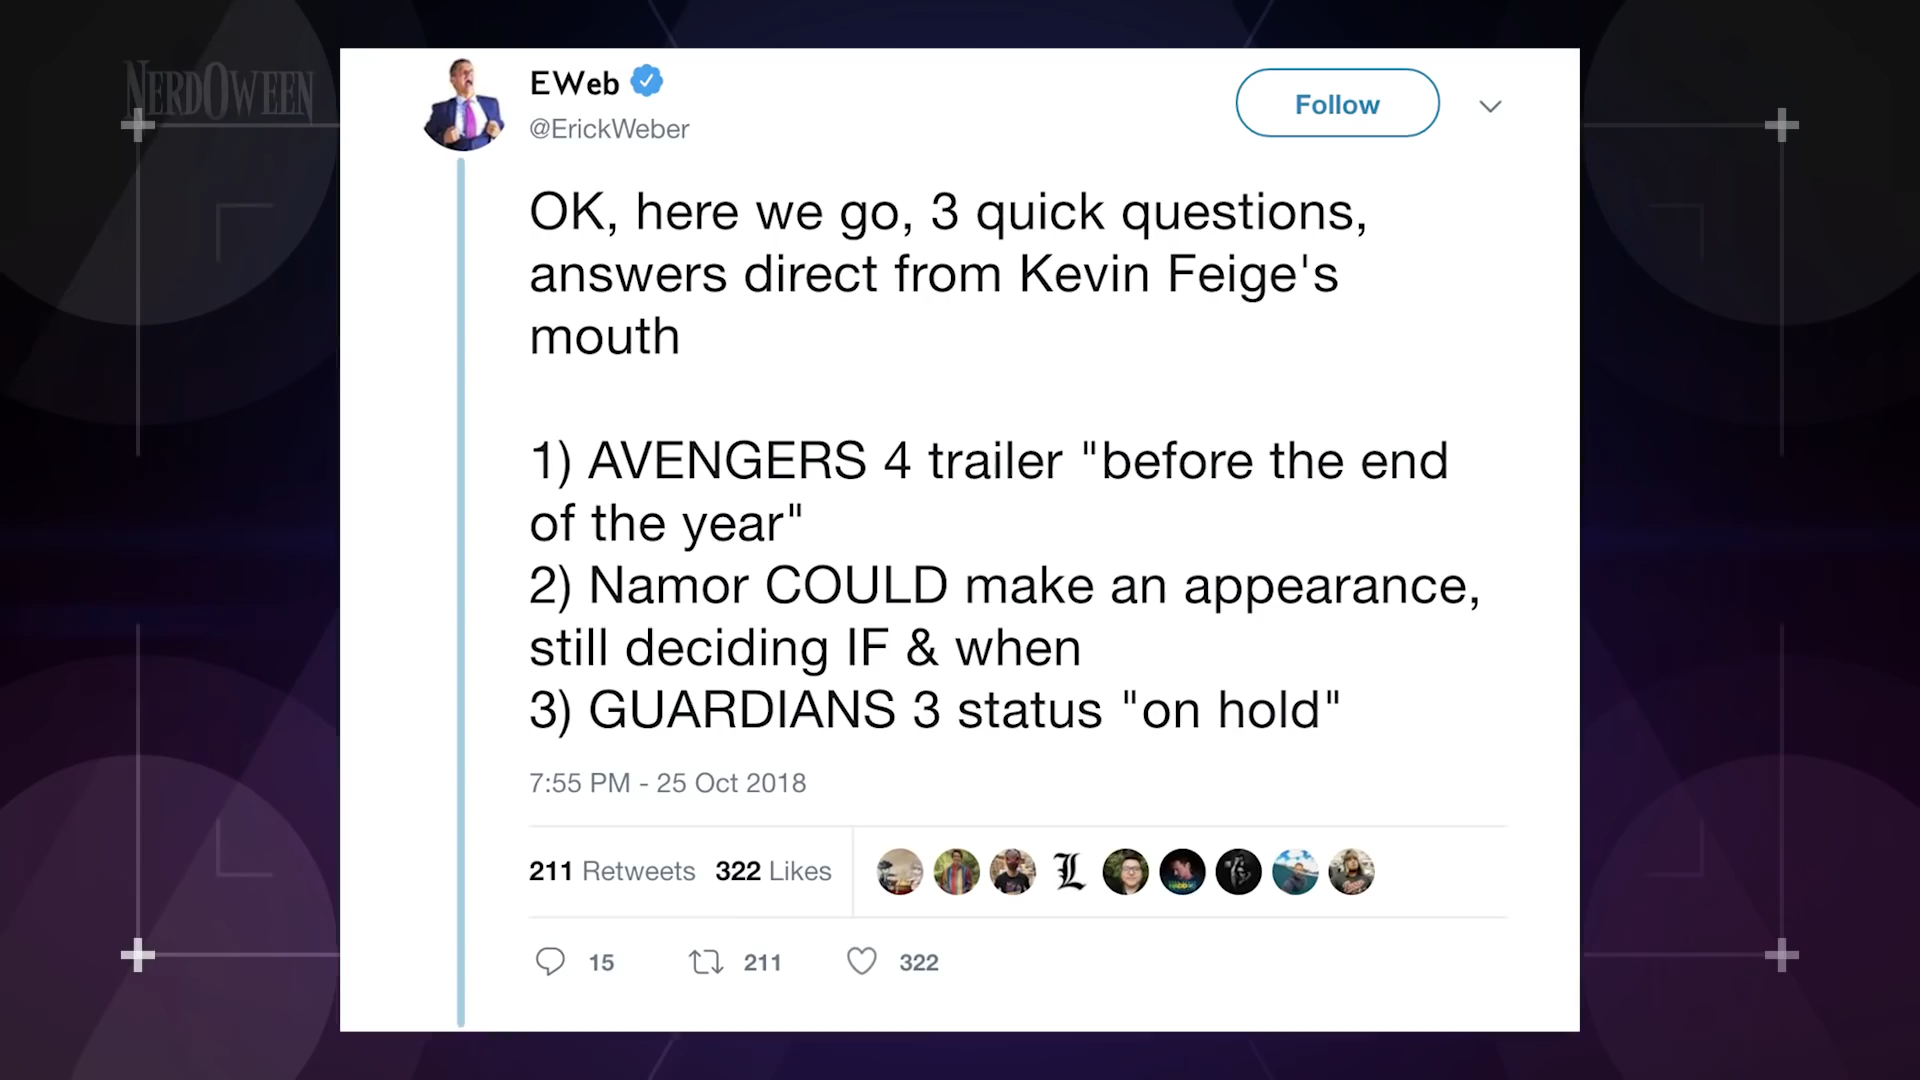 NERDOWEEN
EWeb
@ErickWeber
Follow
OK, here we go, 3 quick questions,
answers direct from Kevin Feige's
mouth
1) AVENGERS 4 trailer "before the end
of the year"
2) Namor COULD make an appearance,
still deciding IF & when
3) GUARDIANS 3 status "on hold"
7:55 PM - 25 Oct 2018
211 Retweets 322 Likes
L
15 211 322